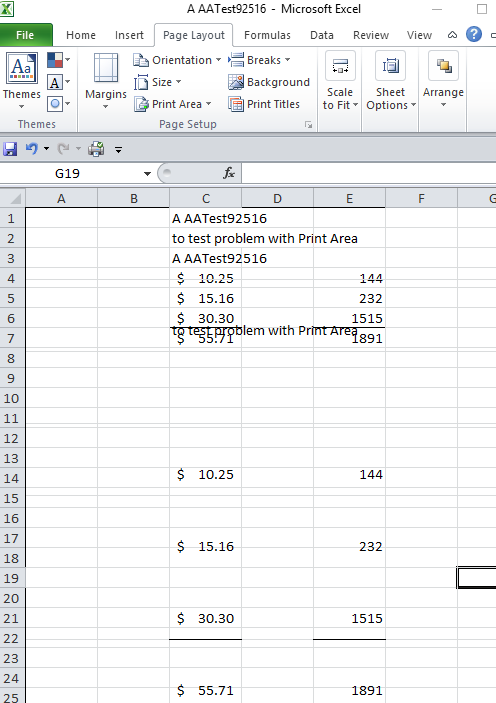 A AATest92516 - Microsoft Excel
File Home Insert Page Layout Formulas Data Review View
Aa Themes A Margins Orientation Size Print Area Breaks Background Print Titles Scale to Fit Sheet Options Arrange
Themes Page Setup
G19 fx
A B C D E F G
1 A AATest92516
2 to test problem with Print Area
3 A AATest92516
4 $ 10.25 144
5 $ 15.16 232
6 $ 30.30 1515
to test problem with Print Area
7 $ 55.71 1891
8
9
10
11
12
13
14 $ 10.25 144
15
16
17 $ 15.16 232
18
19
20
21 $ 30.30 1515
22
23
24
25 $ 55.71 1891